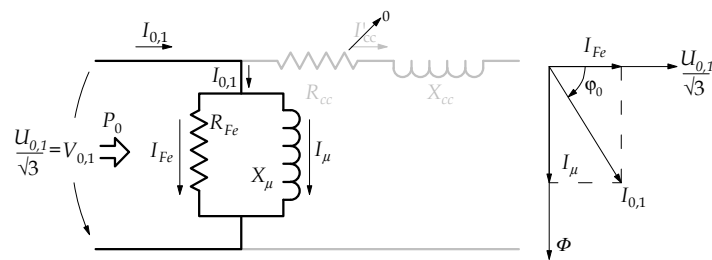 I0,1
I'cc
0
I0,1
Rcc
Xcc
RFe
P0
U0,1/√3=V0,1
IFe
Xμ
Iμ
IFe
U0,1/√3
φ0
Iμ
I0,1
Φ